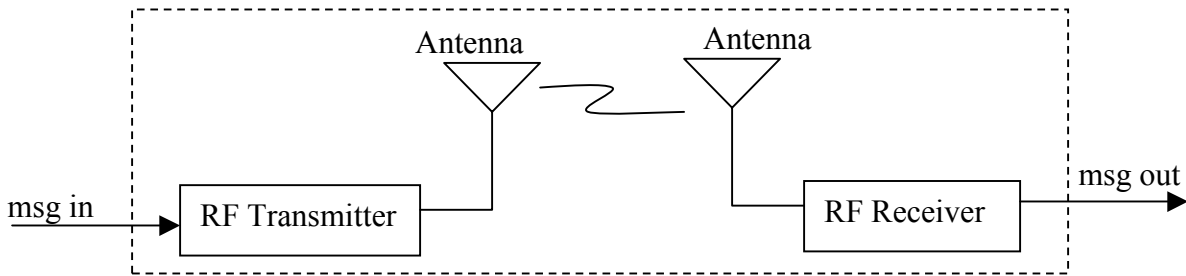 Antenna
Antenna
msg in
RF Transmitter
RF Receiver
msg out